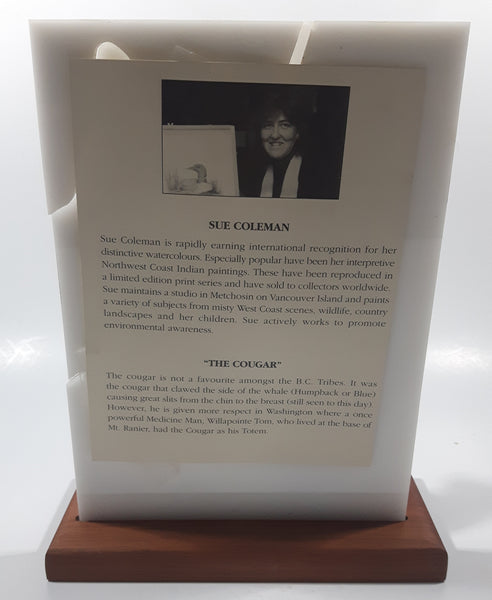 SUE COLEMAN
Sue Coleman is rapidly earning international recognition for her
distinctive watercolours. Especially popular have been her interpretive
Northwest Coast Indian paintings. These have been reproduced in
a limited edition print series and have sold to collectors worldwide.
Sue maintains a studio in Metchosin on Vancouver Island and paints
a variety of subjects from misty West Coast scenes, wildlife, country
landscapes and her children. Sue actively works to promote
environmental awareness.
"THE COUGAR"
The cougar is not a favourite amongst the B.C. Tribes. It was
the cougar that clawed the side of the whale (Humpback or Blue)
causing great slits from the chin to the breast (still seen to this day).
However, he is given more respect in Washington where a once
powerful Medicine Man, Willapointe Tom, who lived at the base of
Mt. Ranier, had the Cougar as his Totem.